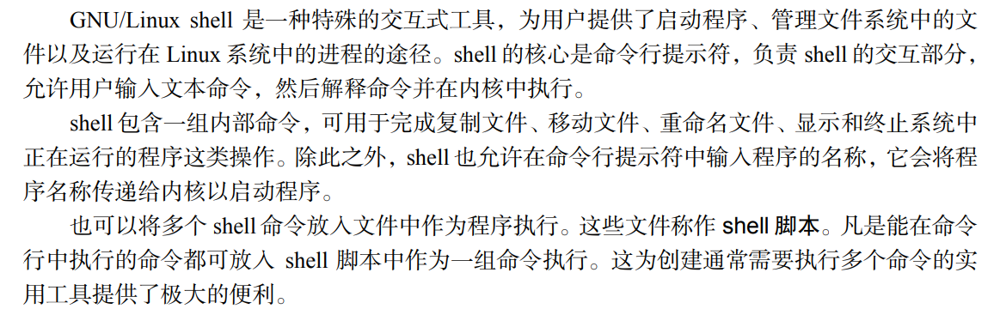 GNU/Linux shell 是一种特殊的交互式工具，为用户提供了启动程序、管理文件系统中的文
件以及运行在 Linux 系统中的进程的途径。shell 的核心是命令行提示符，负责 shell 的交互部分，
允许用户输入文本命令，然后解释命令并在内核中执行。
shell 包含一组内部命令，可用于完成复制文件、移动文件、重命名文件、显示和终止系统中
正在运行的程序这类操作。除此之外，shell 也允许在命令行提示符中输入程序的名称，它会将程
序名称传递给内核以启动程序。
也可以将多个 shell 命令放入文件中作为程序执行。这些文件称作 shell 脚本。凡是能在命令
行中执行的命令都可放入 shell 脚本中作为一组命令执行。这为创建通常需要执行多个命令的实
用工具提供了极大的便利。